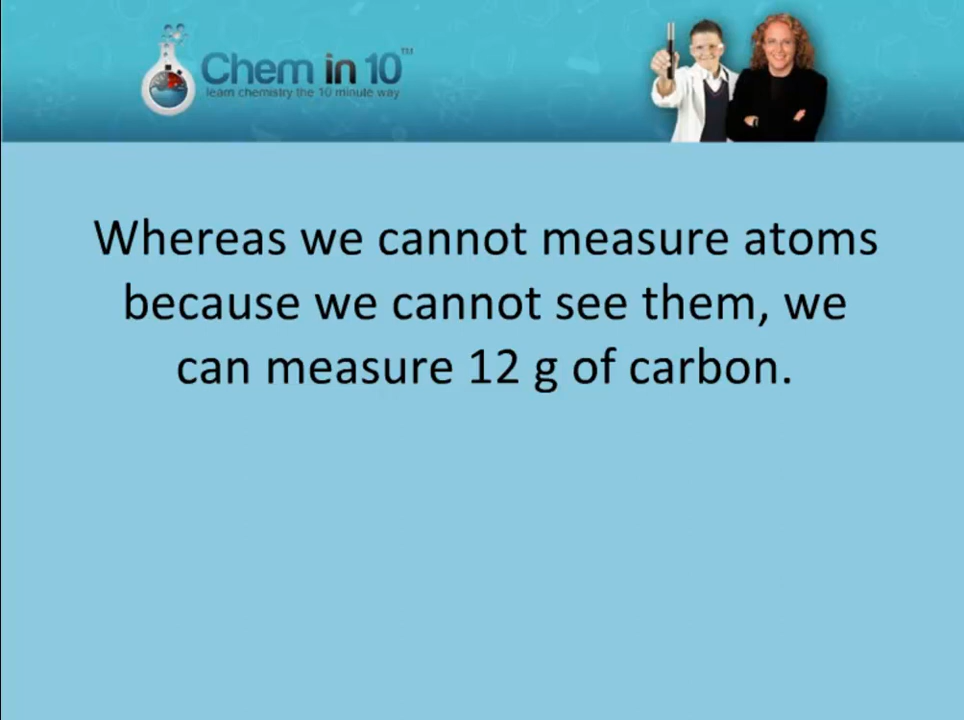 Chem in 10™
learn chemistry the 10 minute way
Whereas we cannot measure atoms
because we cannot see them, we
can measure 12 g of carbon.